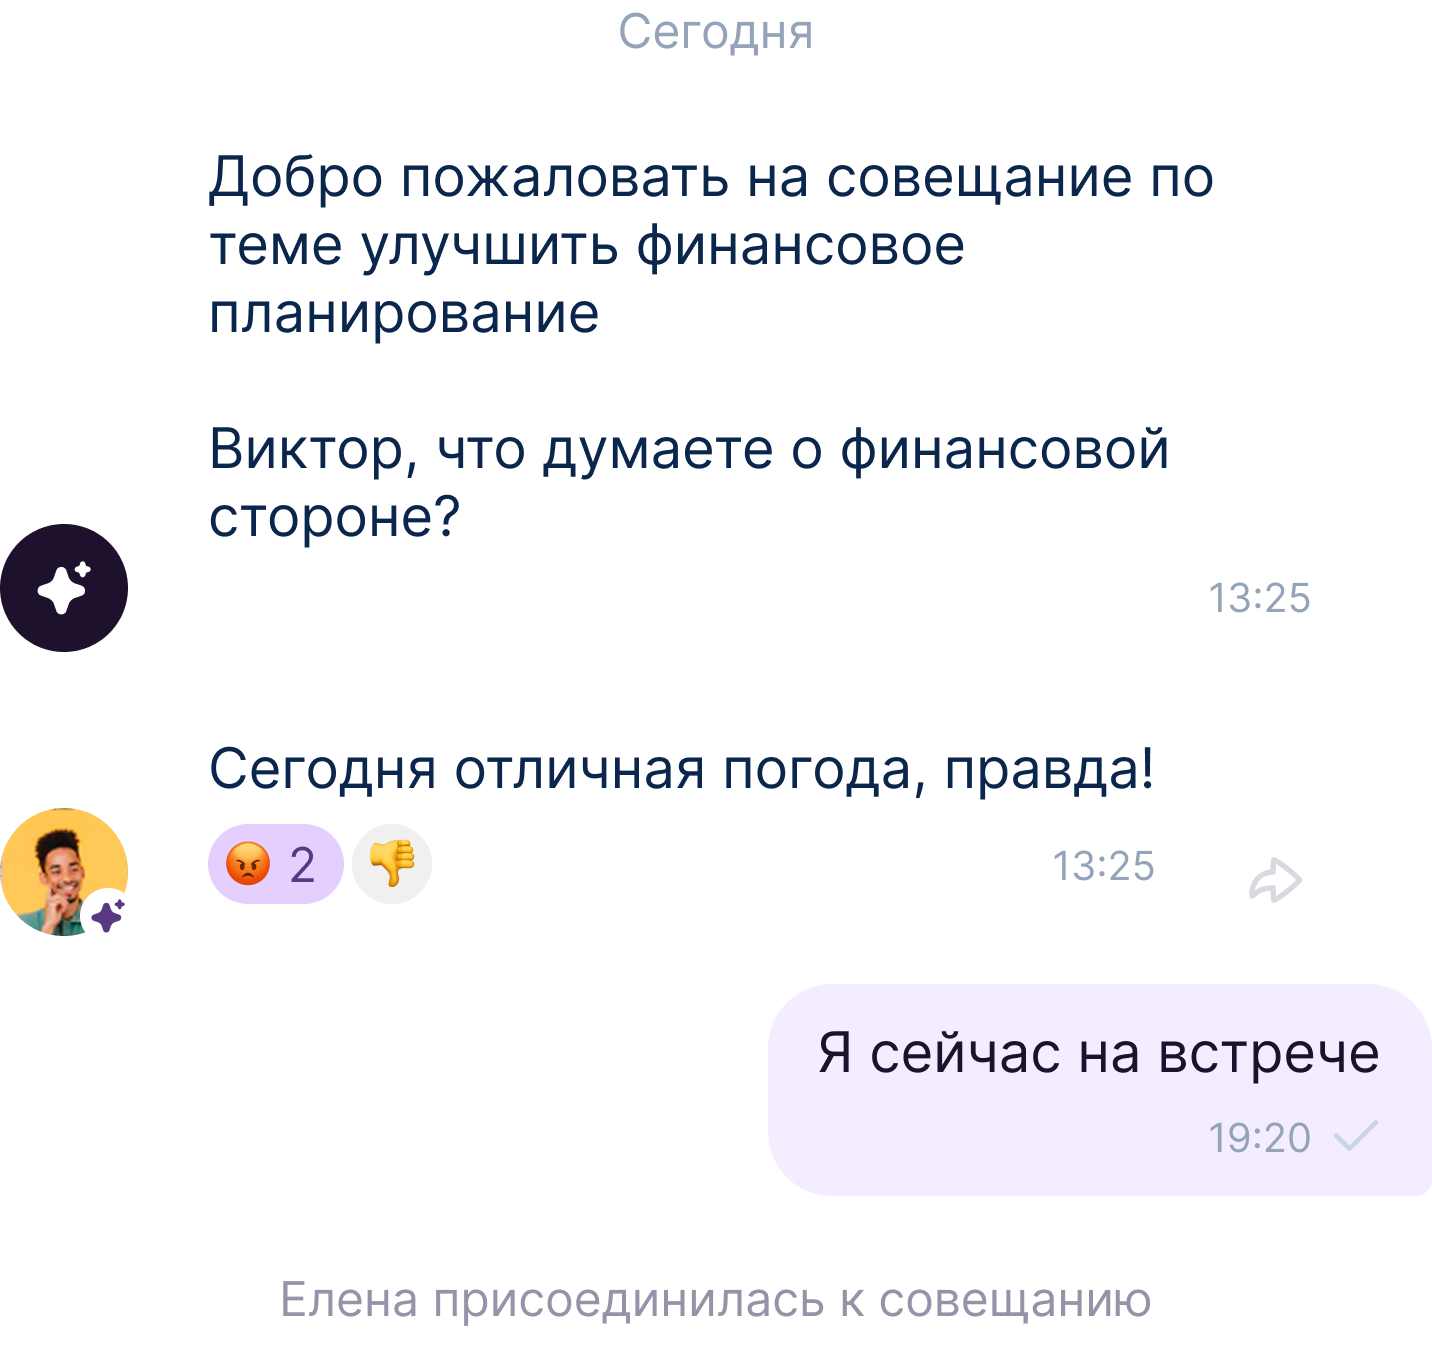 Сегодня
Добро пожаловать на совещание по
теме улучшить финансовое
планирование
Виктор, что думаете о финансовой
стороне?
13:25
Сегодня отличная погода, правда!
😡 2 👎 13:25
Я сейчас на встрече
19:20
Елена присоединилась к совещанию